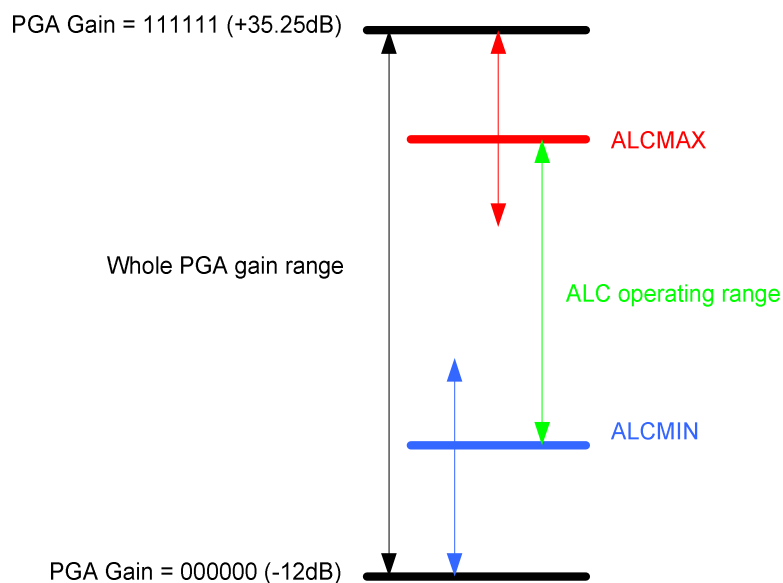 PGA Gain = 111111 (+35.25dB)
ALCMAX
Whole PGA gain range
ALC operating range
ALCMIN
PGA Gain = 000000 (-12dB)